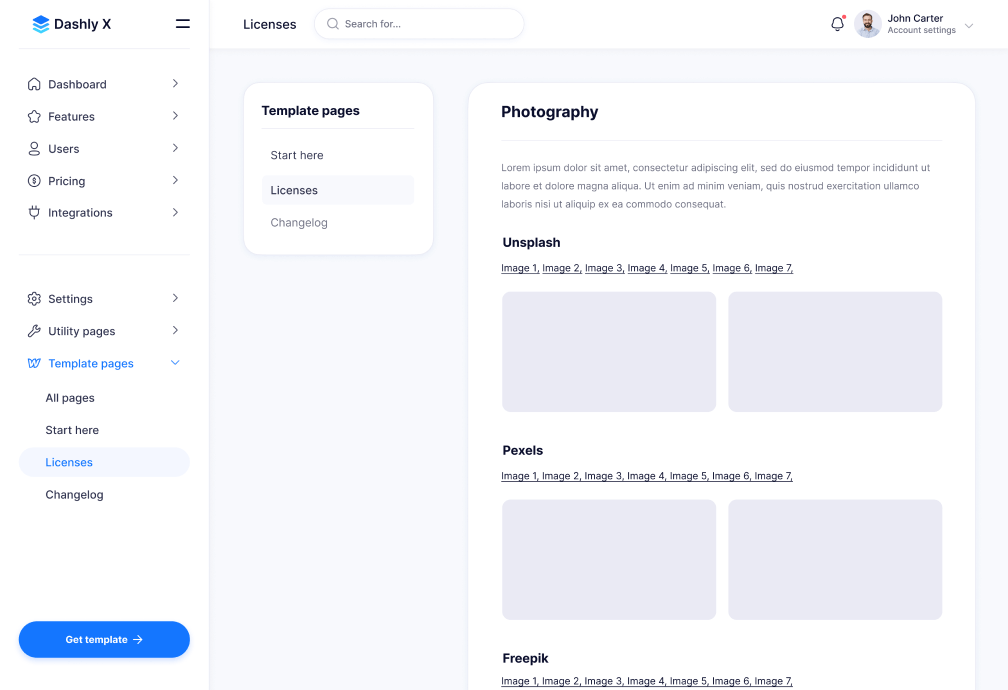 Dashly X
Dashboard
Features
Users
Pricing
Integrations
Settings
Utility pages
Template pages
All pages
Start here
Licenses
Changelog
Get template
Licenses
Search for...
John Carter
Account settings
Template pages
Start here
Licenses
Changelog
Photography
Lorem ipsum dolor sit amet, consectetur adipiscing elit, sed do eiusmod tempor incididunt ut
labore et dolore magna aliqua. Ut enim ad minim veniam, quis nostrud exercitation ullamco
laboris nisi ut aliquip ex ea commodo consequat.
Unsplash
Image 1, Image 2, Image 3, Image 4, Image 5, Image 6, Image 7,
Pexels
Image 1, Image 2, Image 3, Image 4, Image 5, Image 6, Image 7,
Freepik
Image 1, Image 2, Image 3, Image 4, Image 5, Image 6, Image 7,